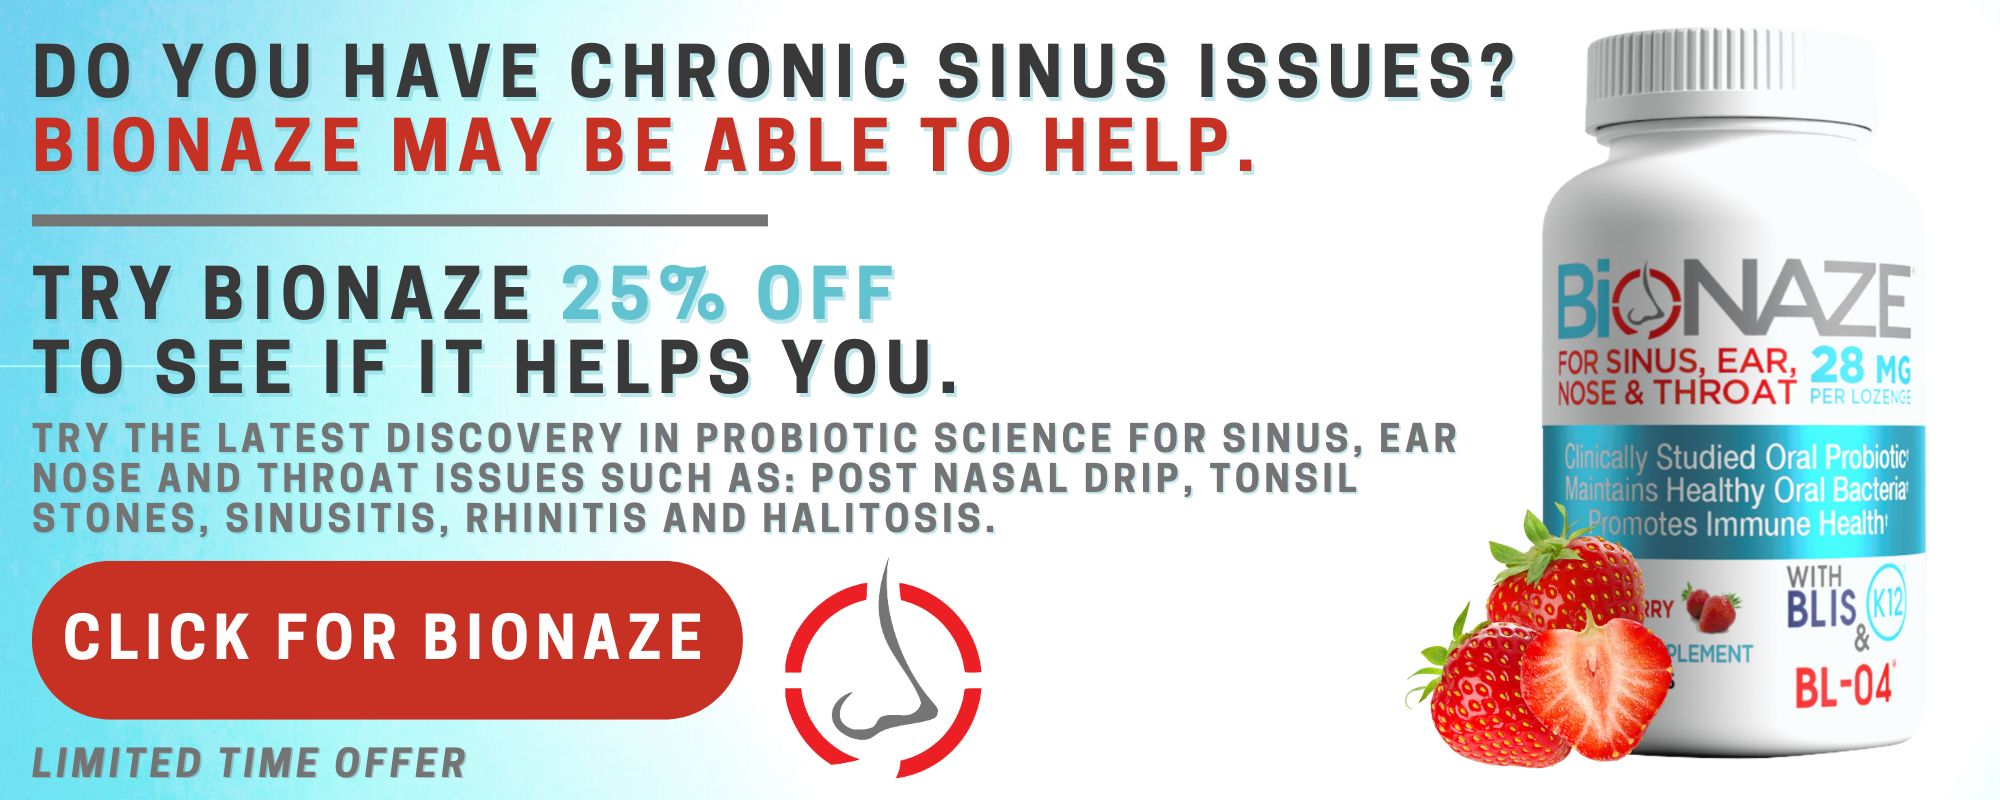 DO YOU HAVE CHRONIC SINUS ISSUES?
BIONAZE MAY BE ABLE TO HELP.
TRY BIONAZE 25% OFF
TO SEE IF IT HELPS YOU.
TRY THE LATEST DISCOVERY IN PROBIOTIC SCIENCE FOR SINUS, EAR
NOSE AND THROAT ISSUES SUCH AS: POST NASAL DRIP, TONSIL
STONES, SINUSITIS, RHINITIS AND HALITOSIS.
CLICK FOR BIONAZE
LIMITED TIME OFFER
BiONAZE
FOR SINUS, EAR,
NOSE & THROAT
28 MG
PER LOZENGE
Clinically Studied Oral Probiotic†
Maintains Healthy Oral Bacteria†
Promotes Immune Health†
WITH
BLIS K12
&
BL-04®